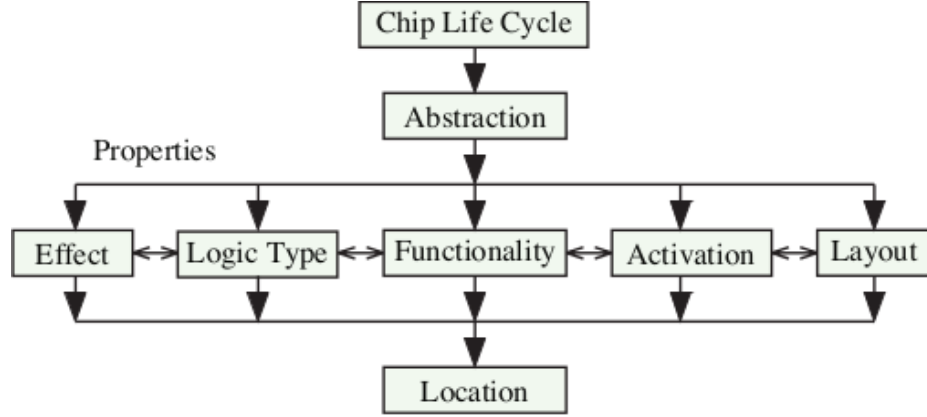 Chip Life Cycle
Abstraction
Properties
Effect
Logic Type
Functionality
Activation
Layout
Location